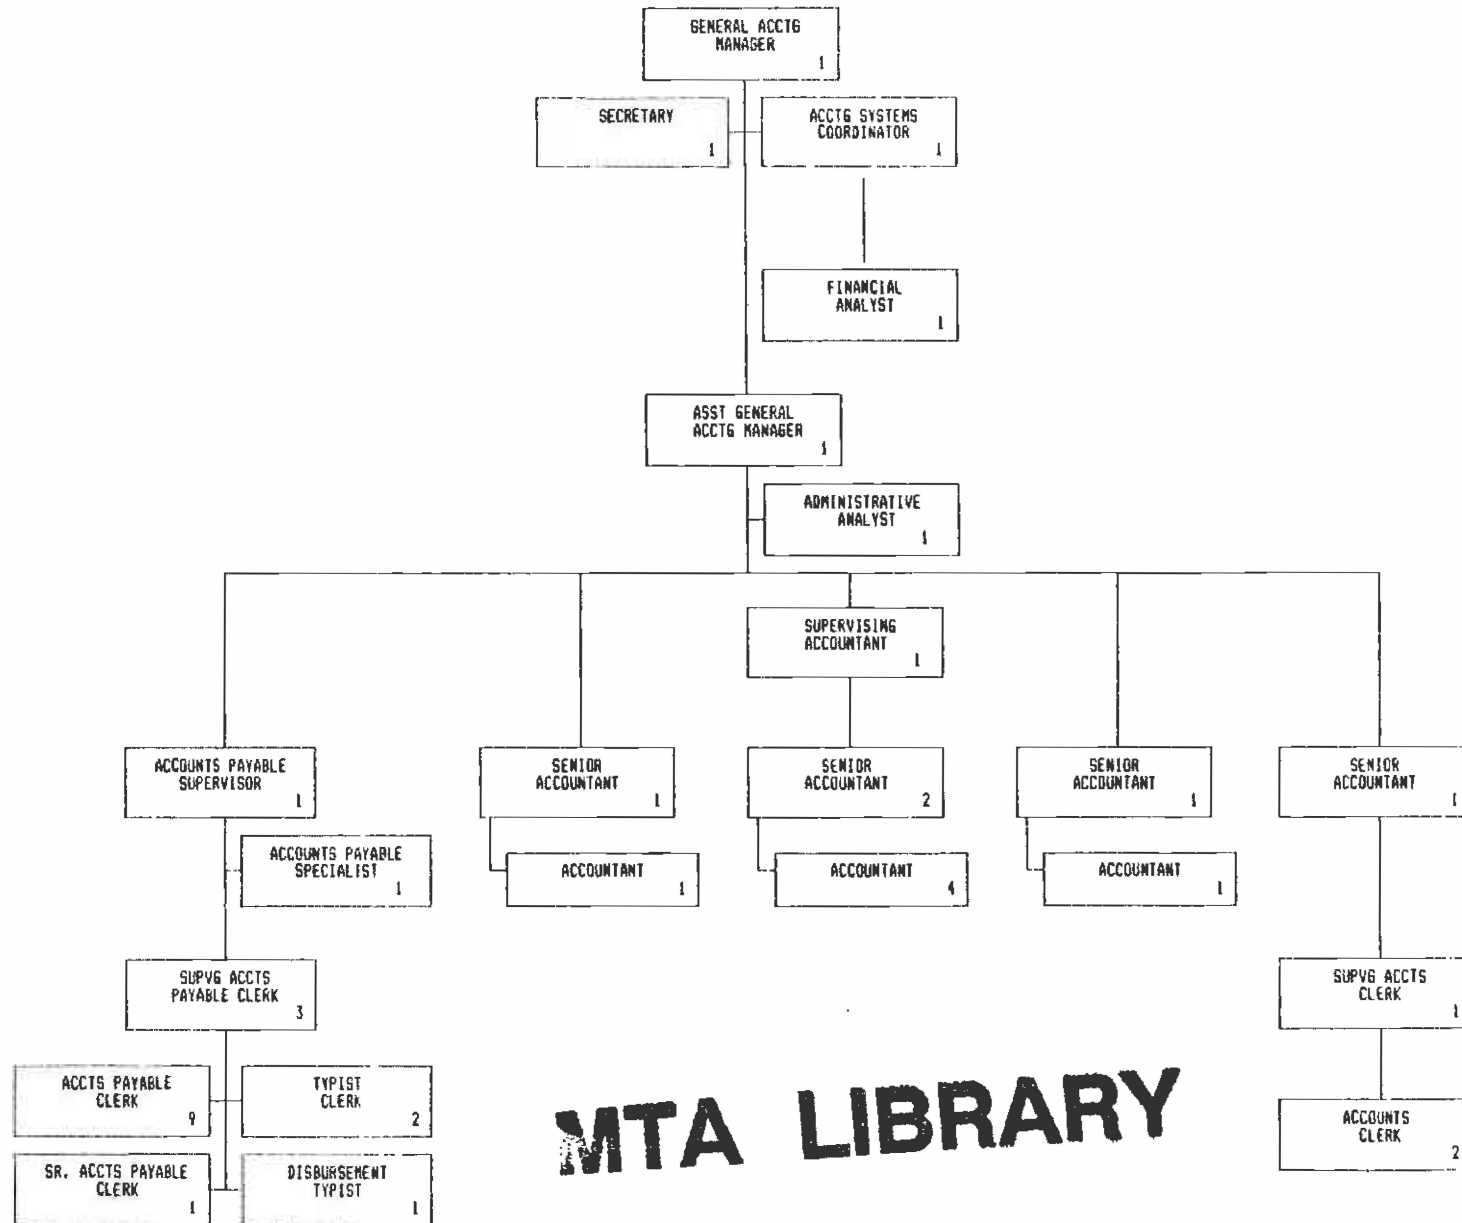 GENERAL ACCTG
MANAGER
1
SECRETARY
1
ACCTG SYSTEMS
COORDINATOR
1
FINANCIAL
ANALYST
1
ASST GENERAL
ACCTG MANAGER
1
ADMINISTRATIVE
ANALYST
1
SUPERVISING
ACCOUNTANT
1
ACCOUNTS PAYABLE
SUPERVISOR
1
SENIOR
ACCOUNTANT
1
SENIOR
ACCOUNTANT
2
SENIOR
ACCOUNTANT
1
SENIOR
ACCOUNTANT
1
ACCOUNTS PAYABLE
SPECIALIST
1
ACCOUNTANT
1
ACCOUNTANT
4
ACCOUNTANT
1
SUPVG ACCTS
PAYABLE CLERK
3
SUPVG ACCTS
CLERK
1
ACCTS PAYABLE
CLERK
9
TYPIST
CLERK
2
ACCOUNTS
CLERK
2
SR. ACCTS PAYABLE
CLERK
1
DISBURSEMENT
TYPIST
1
MTA LIBRARY